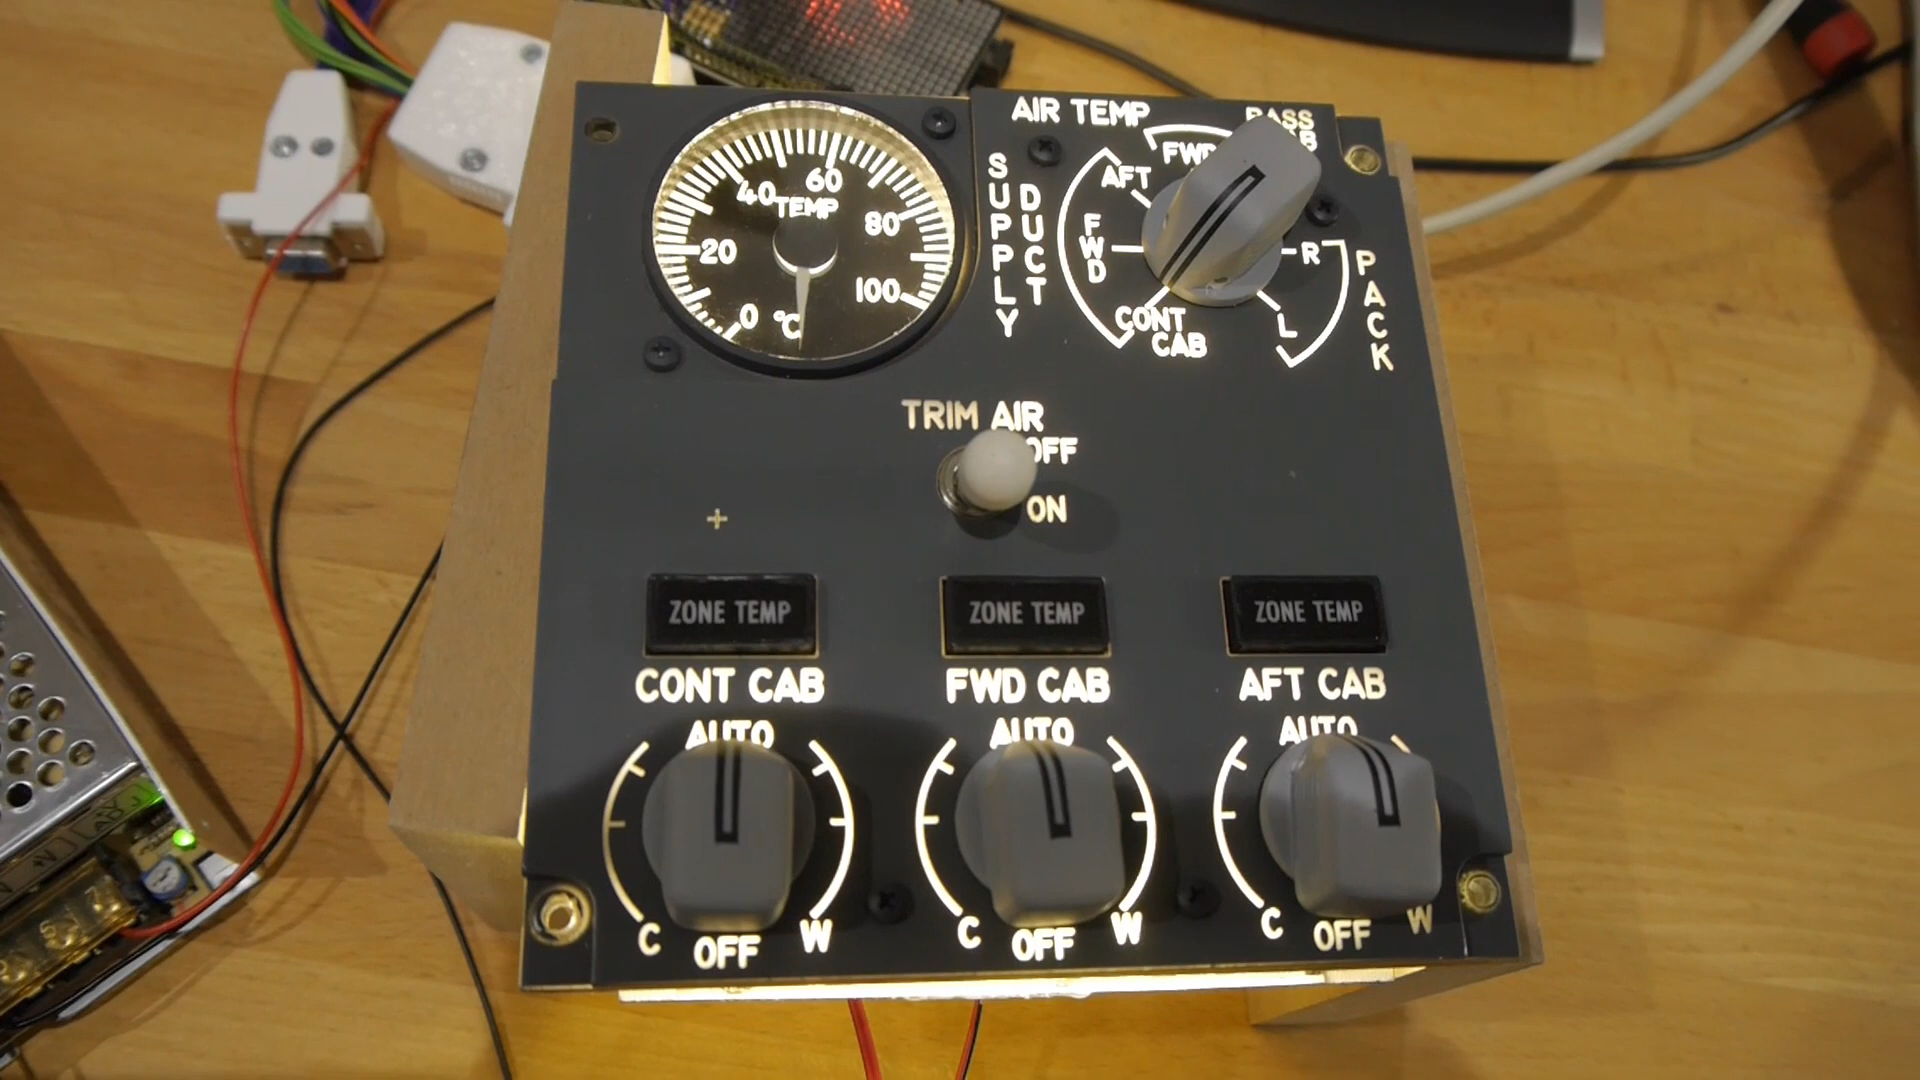 AIR TEMP
PASS
FWD
AFT
FWD
CONT
CAB
R
L
SUPPLY
DUCT
PACK
0
20
40
60
80
100
TEMP
°C
TRIM AIR
OFF
ON
ZONE TEMP
ZONE TEMP
ZONE TEMP
CONT CAB
FWD CAB
AFT CAB
AUTO
AUTO
AUTO
C
OFF
W
C
OFF
W
C
OFF
W